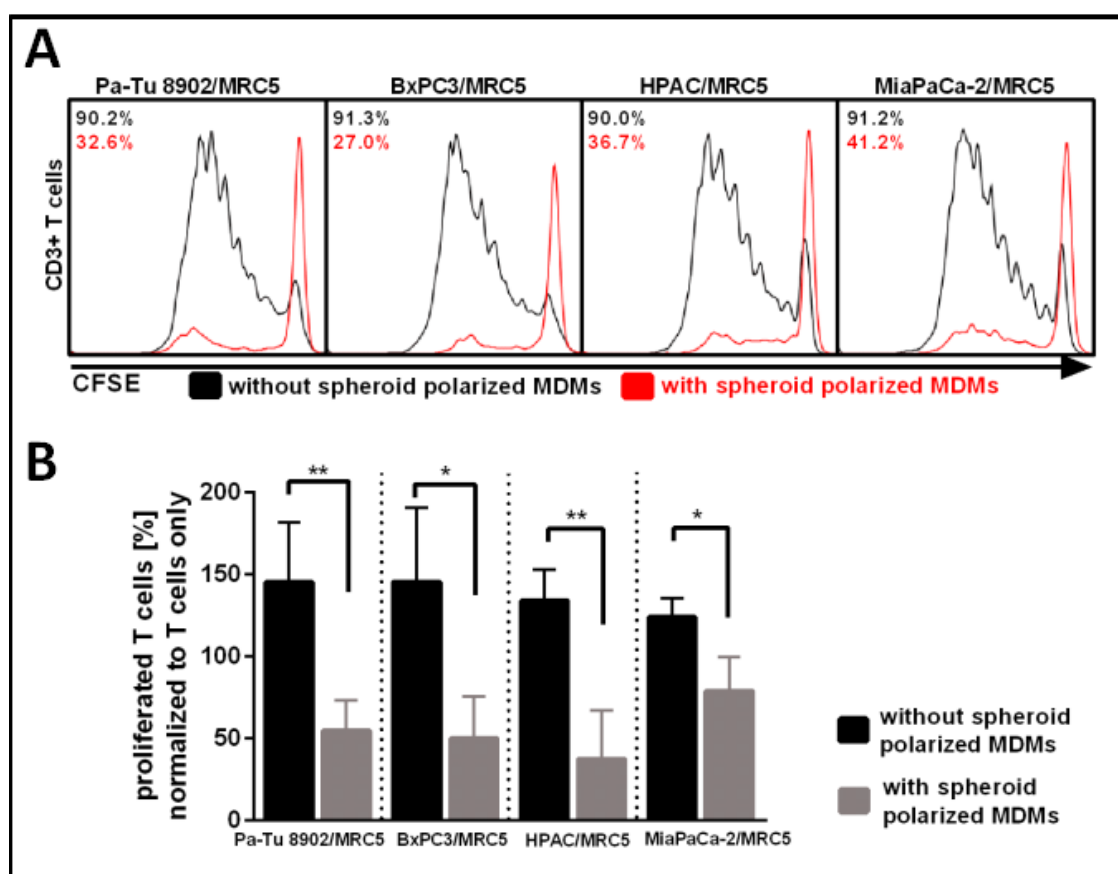 A
Pa-Tu 8902/MRC5 BxPC3/MRC5 HPAC/MRC5 MiaPaCa-2/MRC5
90.2% 91.3% 90.0% 91.2%
32.6% 27.0% 36.7% 41.2%
CD3+ T cells
CFSE without spheroid polarized MDMs with spheroid polarized MDMs
B
** * ** *
200
150
100
50
0
proliferated T cells [%]
normalized to T cells only
Pa-Tu 8902/MRC5 BxPC3/MRC5 HPAC/MRC5 MiaPaCa-2/MRC5
without spheroid
polarized MDMs
with spheroid
polarized MDMs